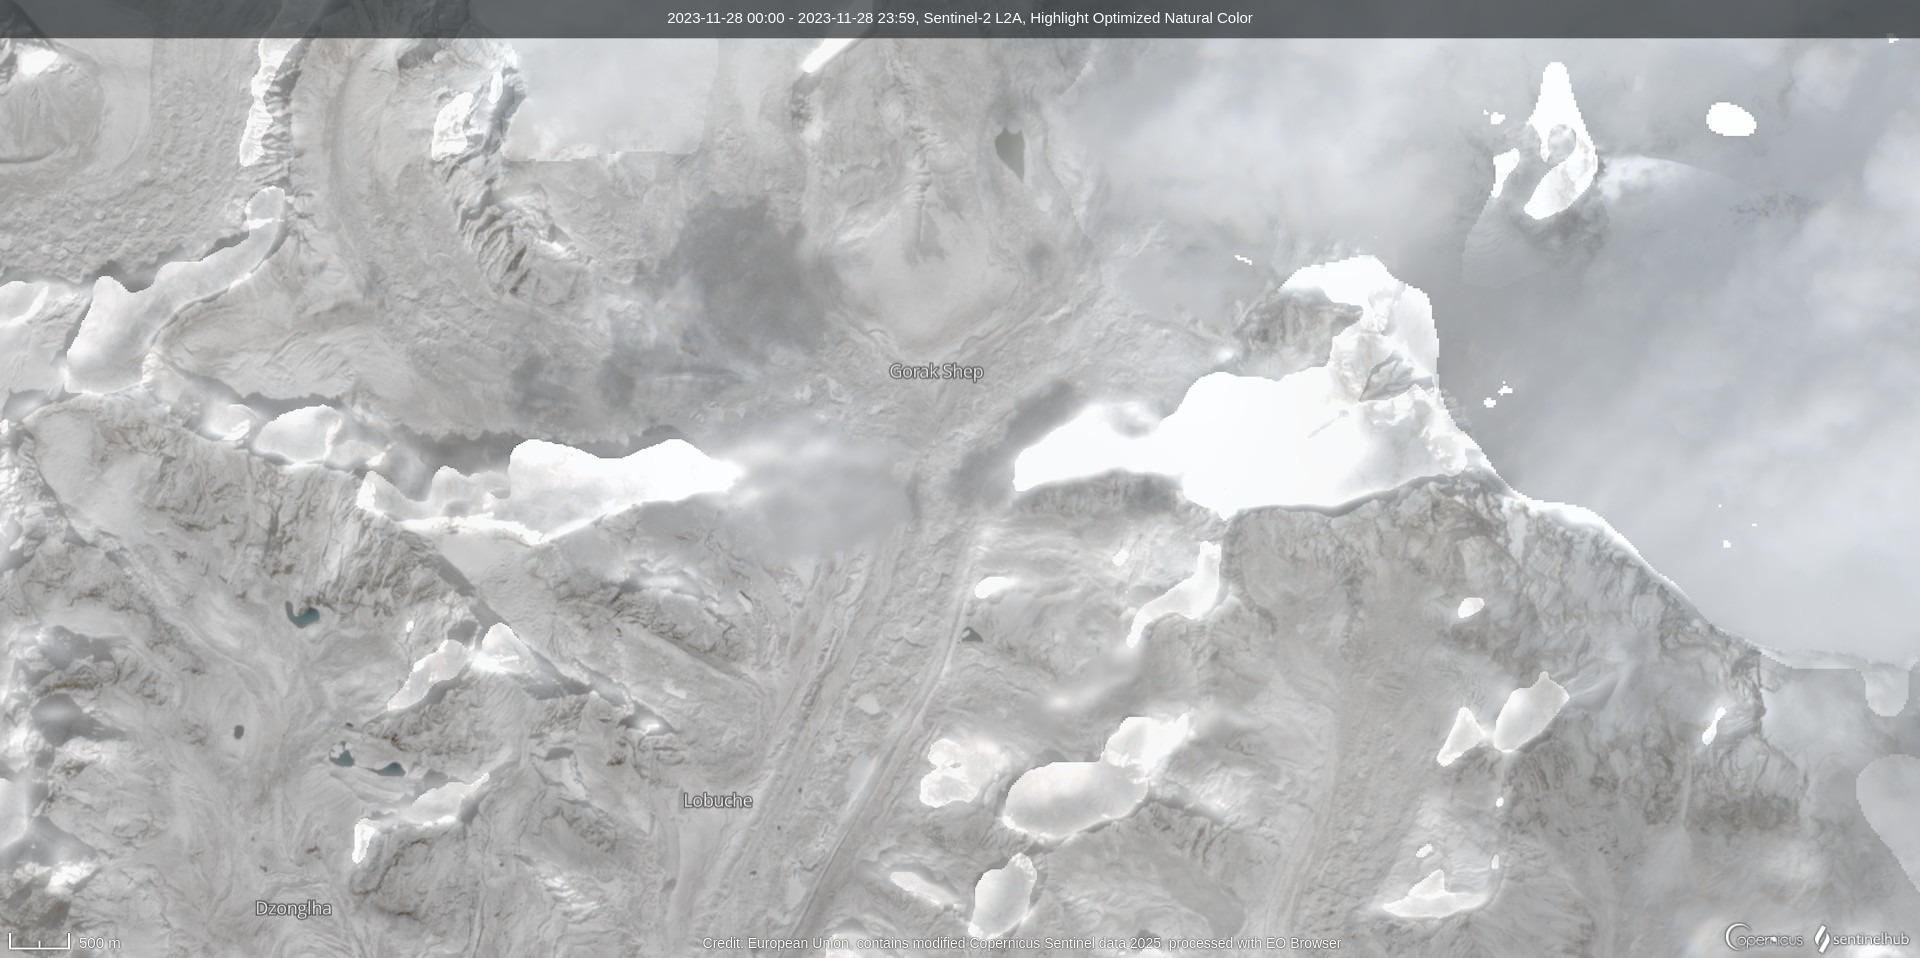 2023-11-28 00:00 - 2023-11-28 23:59, Sentinel-2 L2A, Highlight Optimized Natural Color
Gorak Shep
Lobuche
Dzonglha
500 m
Credit: European Union, contains modified Copernicus Sentinel data 2025, processed with EO Browser
opernicus
sentinelhub